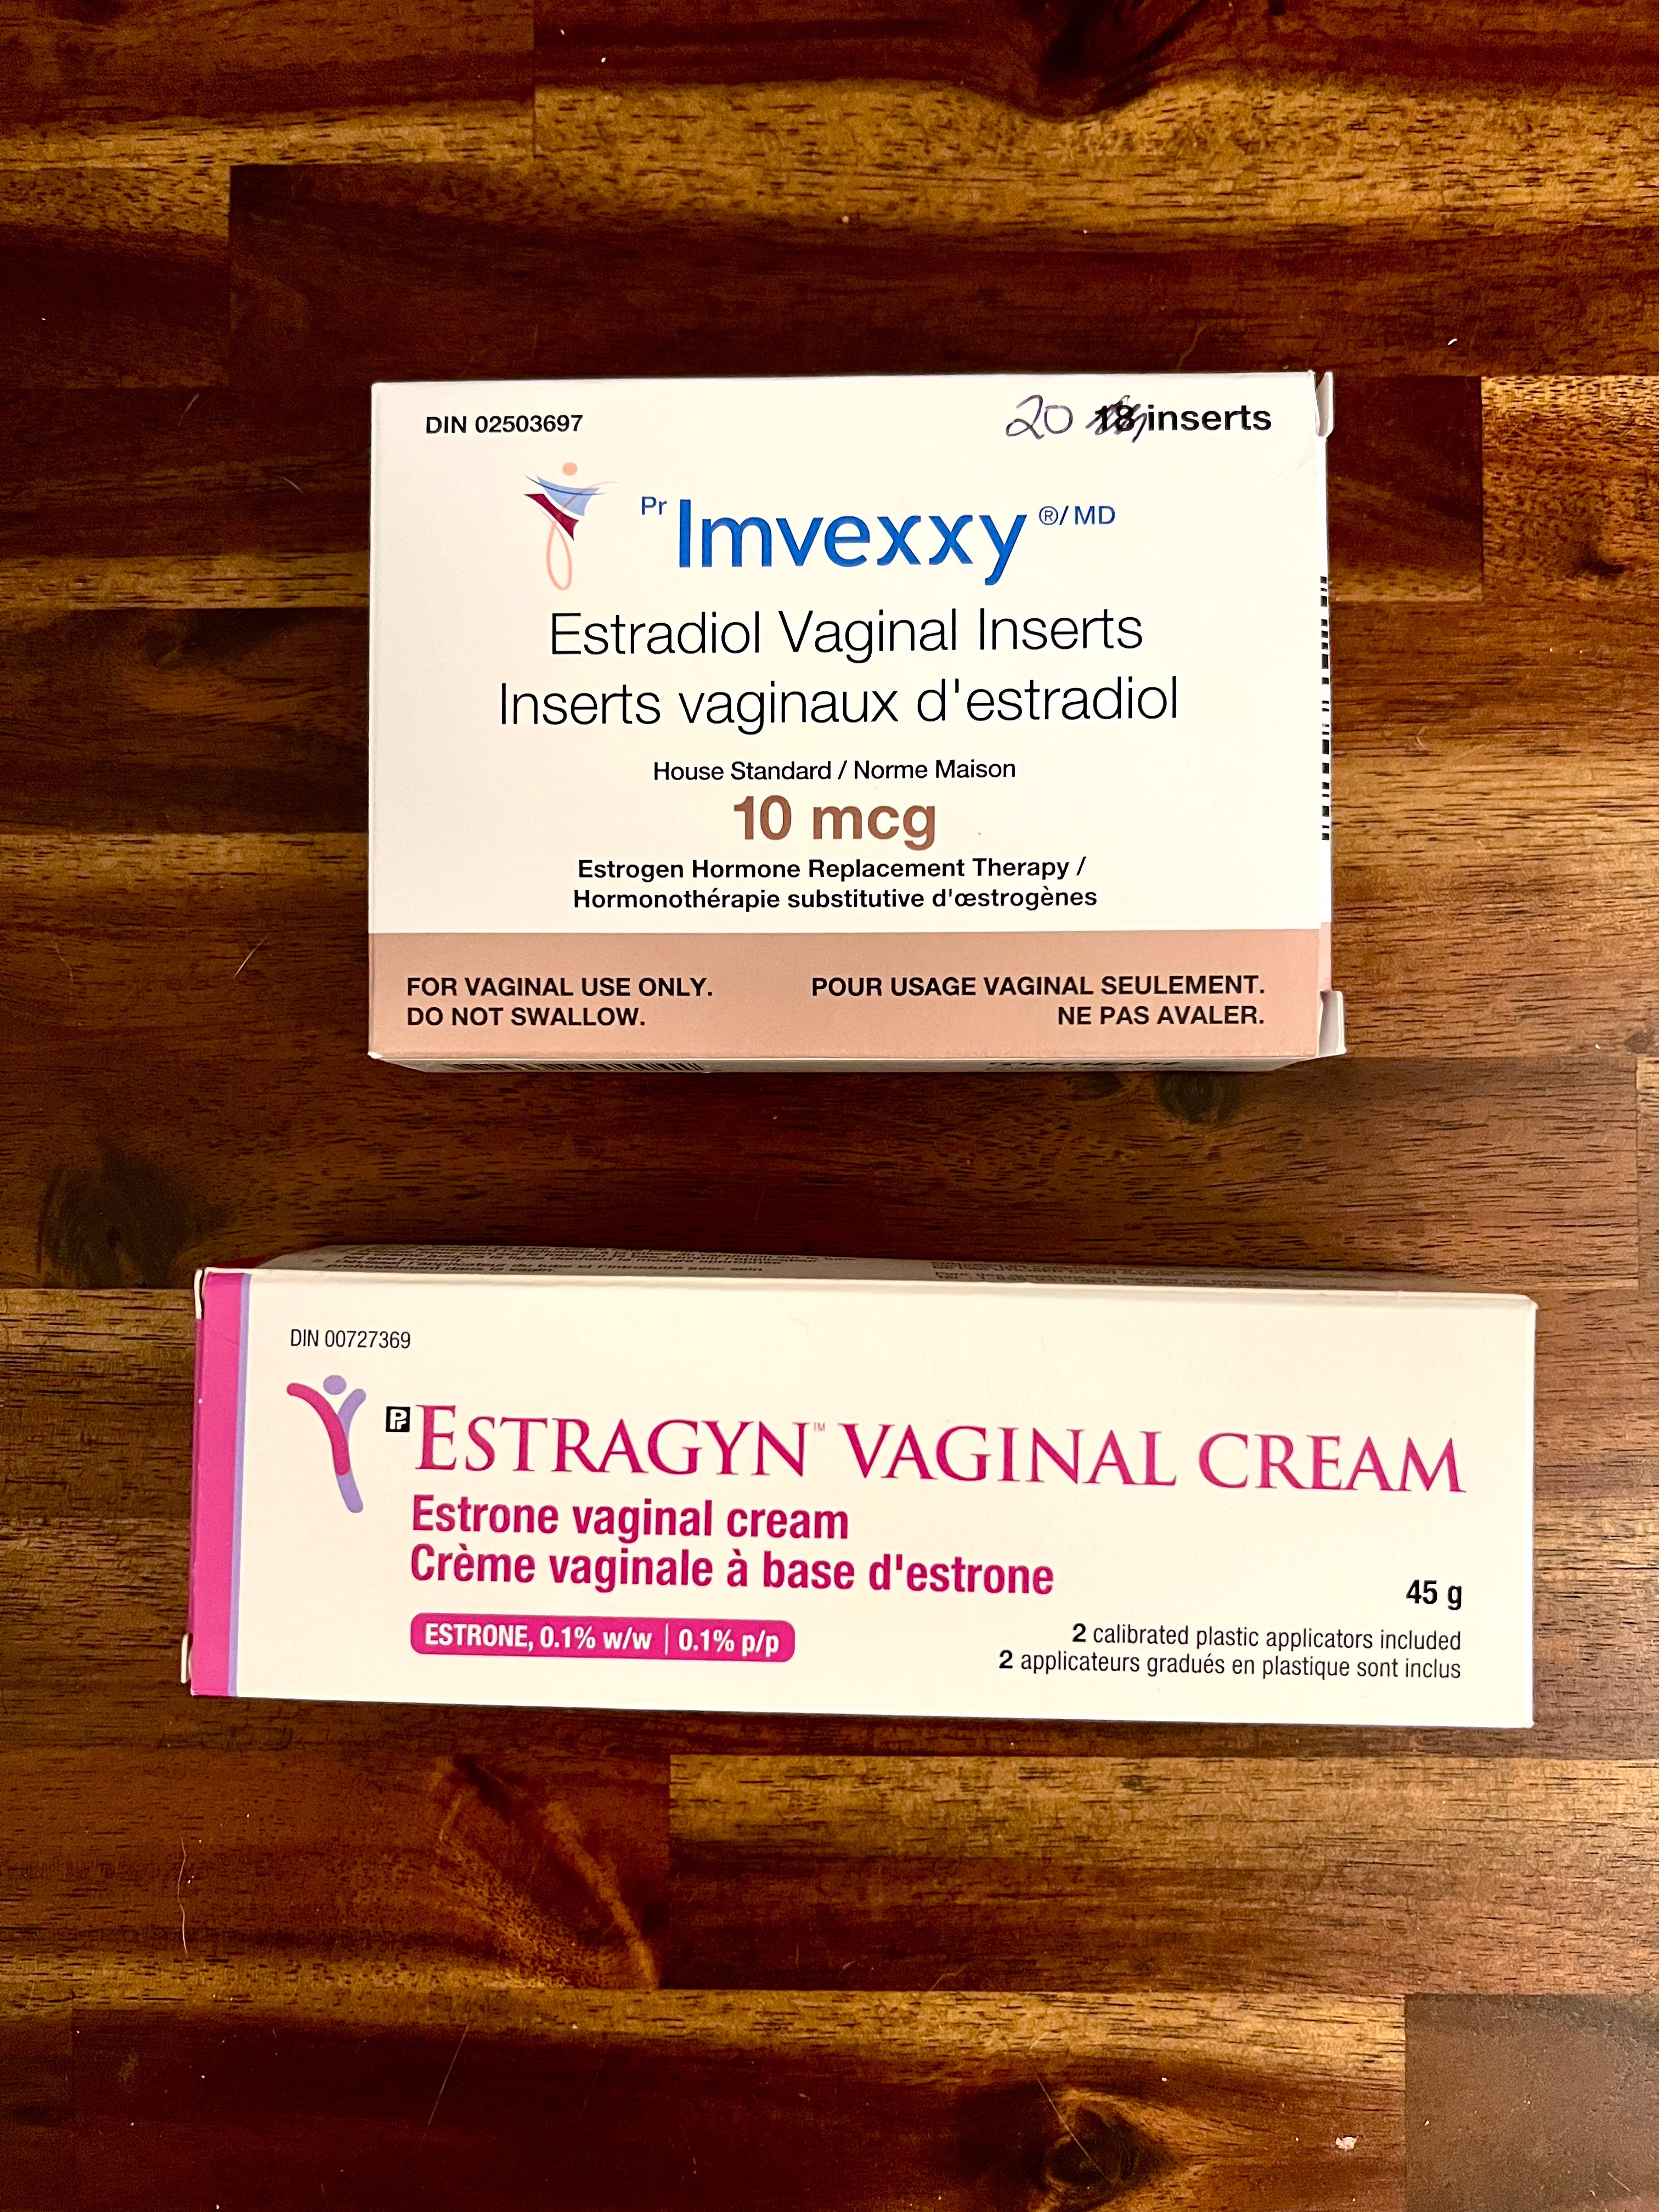 DIN 02503697
20 18 inserts
Pr Imvexxy ®/MD
Estradiol Vaginal Inserts
Inserts vaginaux d'estradiol
House Standard / Norme Maison
10 mcg
Estrogen Hormone Replacement Therapy /
Hormonothérapie substitutive d'œstrogènes
FOR VAGINAL USE ONLY.
DO NOT SWALLOW.
POUR USAGE VAGINAL SEULEMENT.
NE PAS AVALER.
DIN 00727369
Pr ESTRAGYN™ VAGINAL CREAM
Estrone vaginal cream
Crème vaginale à base d'estrone
ESTRONE, 0.1% w/w | 0.1% p/p
45 g
2 calibrated plastic applicators included
2 applicateurs gradués en plastique sont inclus